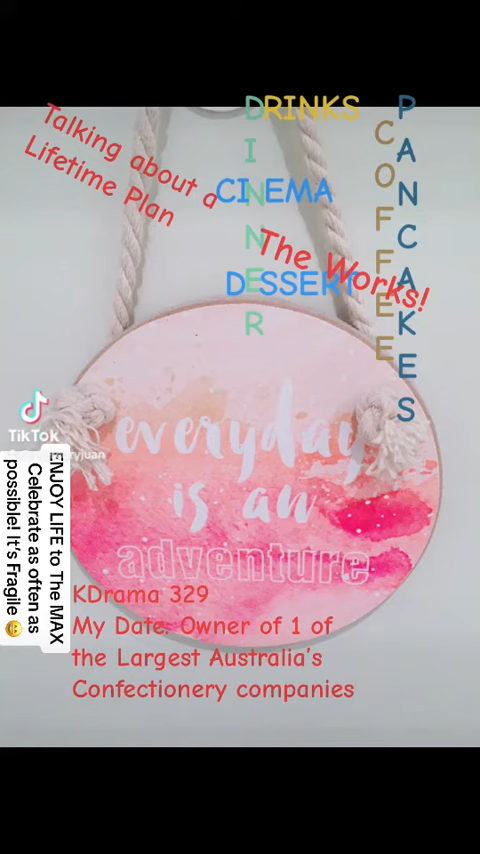 DRINKS
DINNER
CINEMA
DESSERT
COFFEE
PANCAKES
Talking about a
Lifetime Plan
The Works!
everyday
is an
adventure
TikTok
ENJOY LIFE to The MAX
Celebrate as often as
possible! It's Fragile😀
KDrama 329
My Date: Owner of 1 of
the Largest Australia's
Confectionery companies